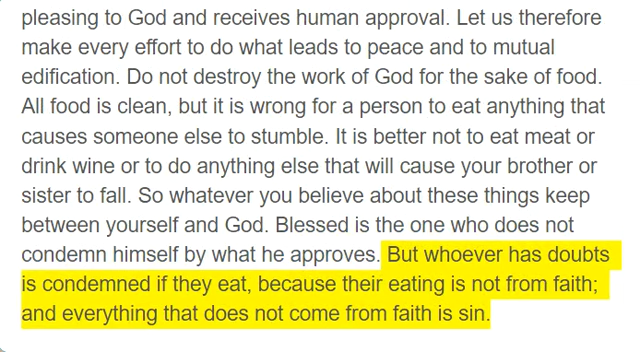 pleasing to God and receives human approval. Let us therefore
make every effort to do what leads to peace and to mutual
edification. Do not destroy the work of God for the sake of food.
All food is clean, but it is wrong for a person to eat anything that
causes someone else to stumble. It is better not to eat meat or
drink wine or to do anything else that will cause your brother or
sister to fall. So whatever you believe about these things keep
between yourself and God. Blessed is the one who does not
condemn himself by what he approves. But whoever has doubts
is condemned if they eat, because their eating is not from faith;
and everything that does not come from faith is sin.